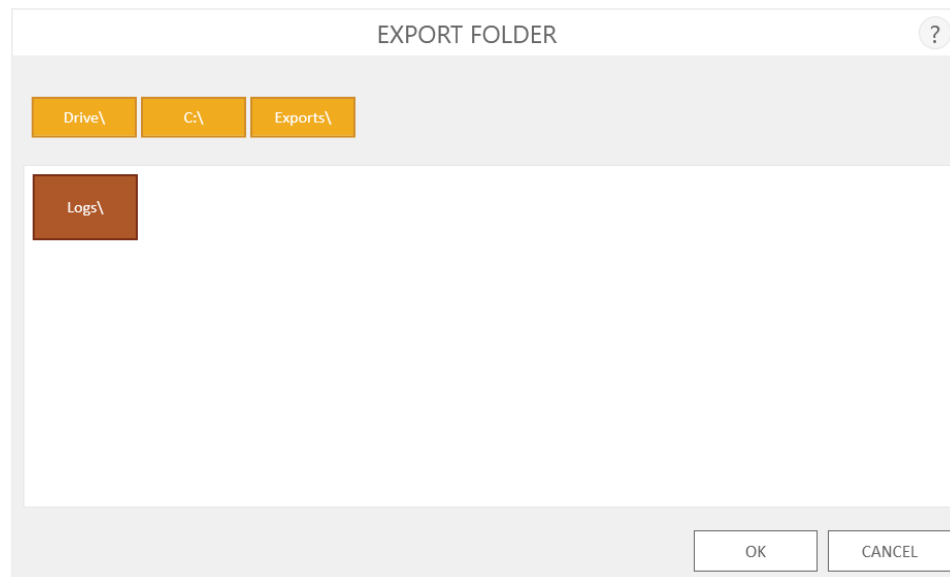 EXPORT FOLDER
?
Drive\ C:\ Exports\
Logs\
OK CANCEL